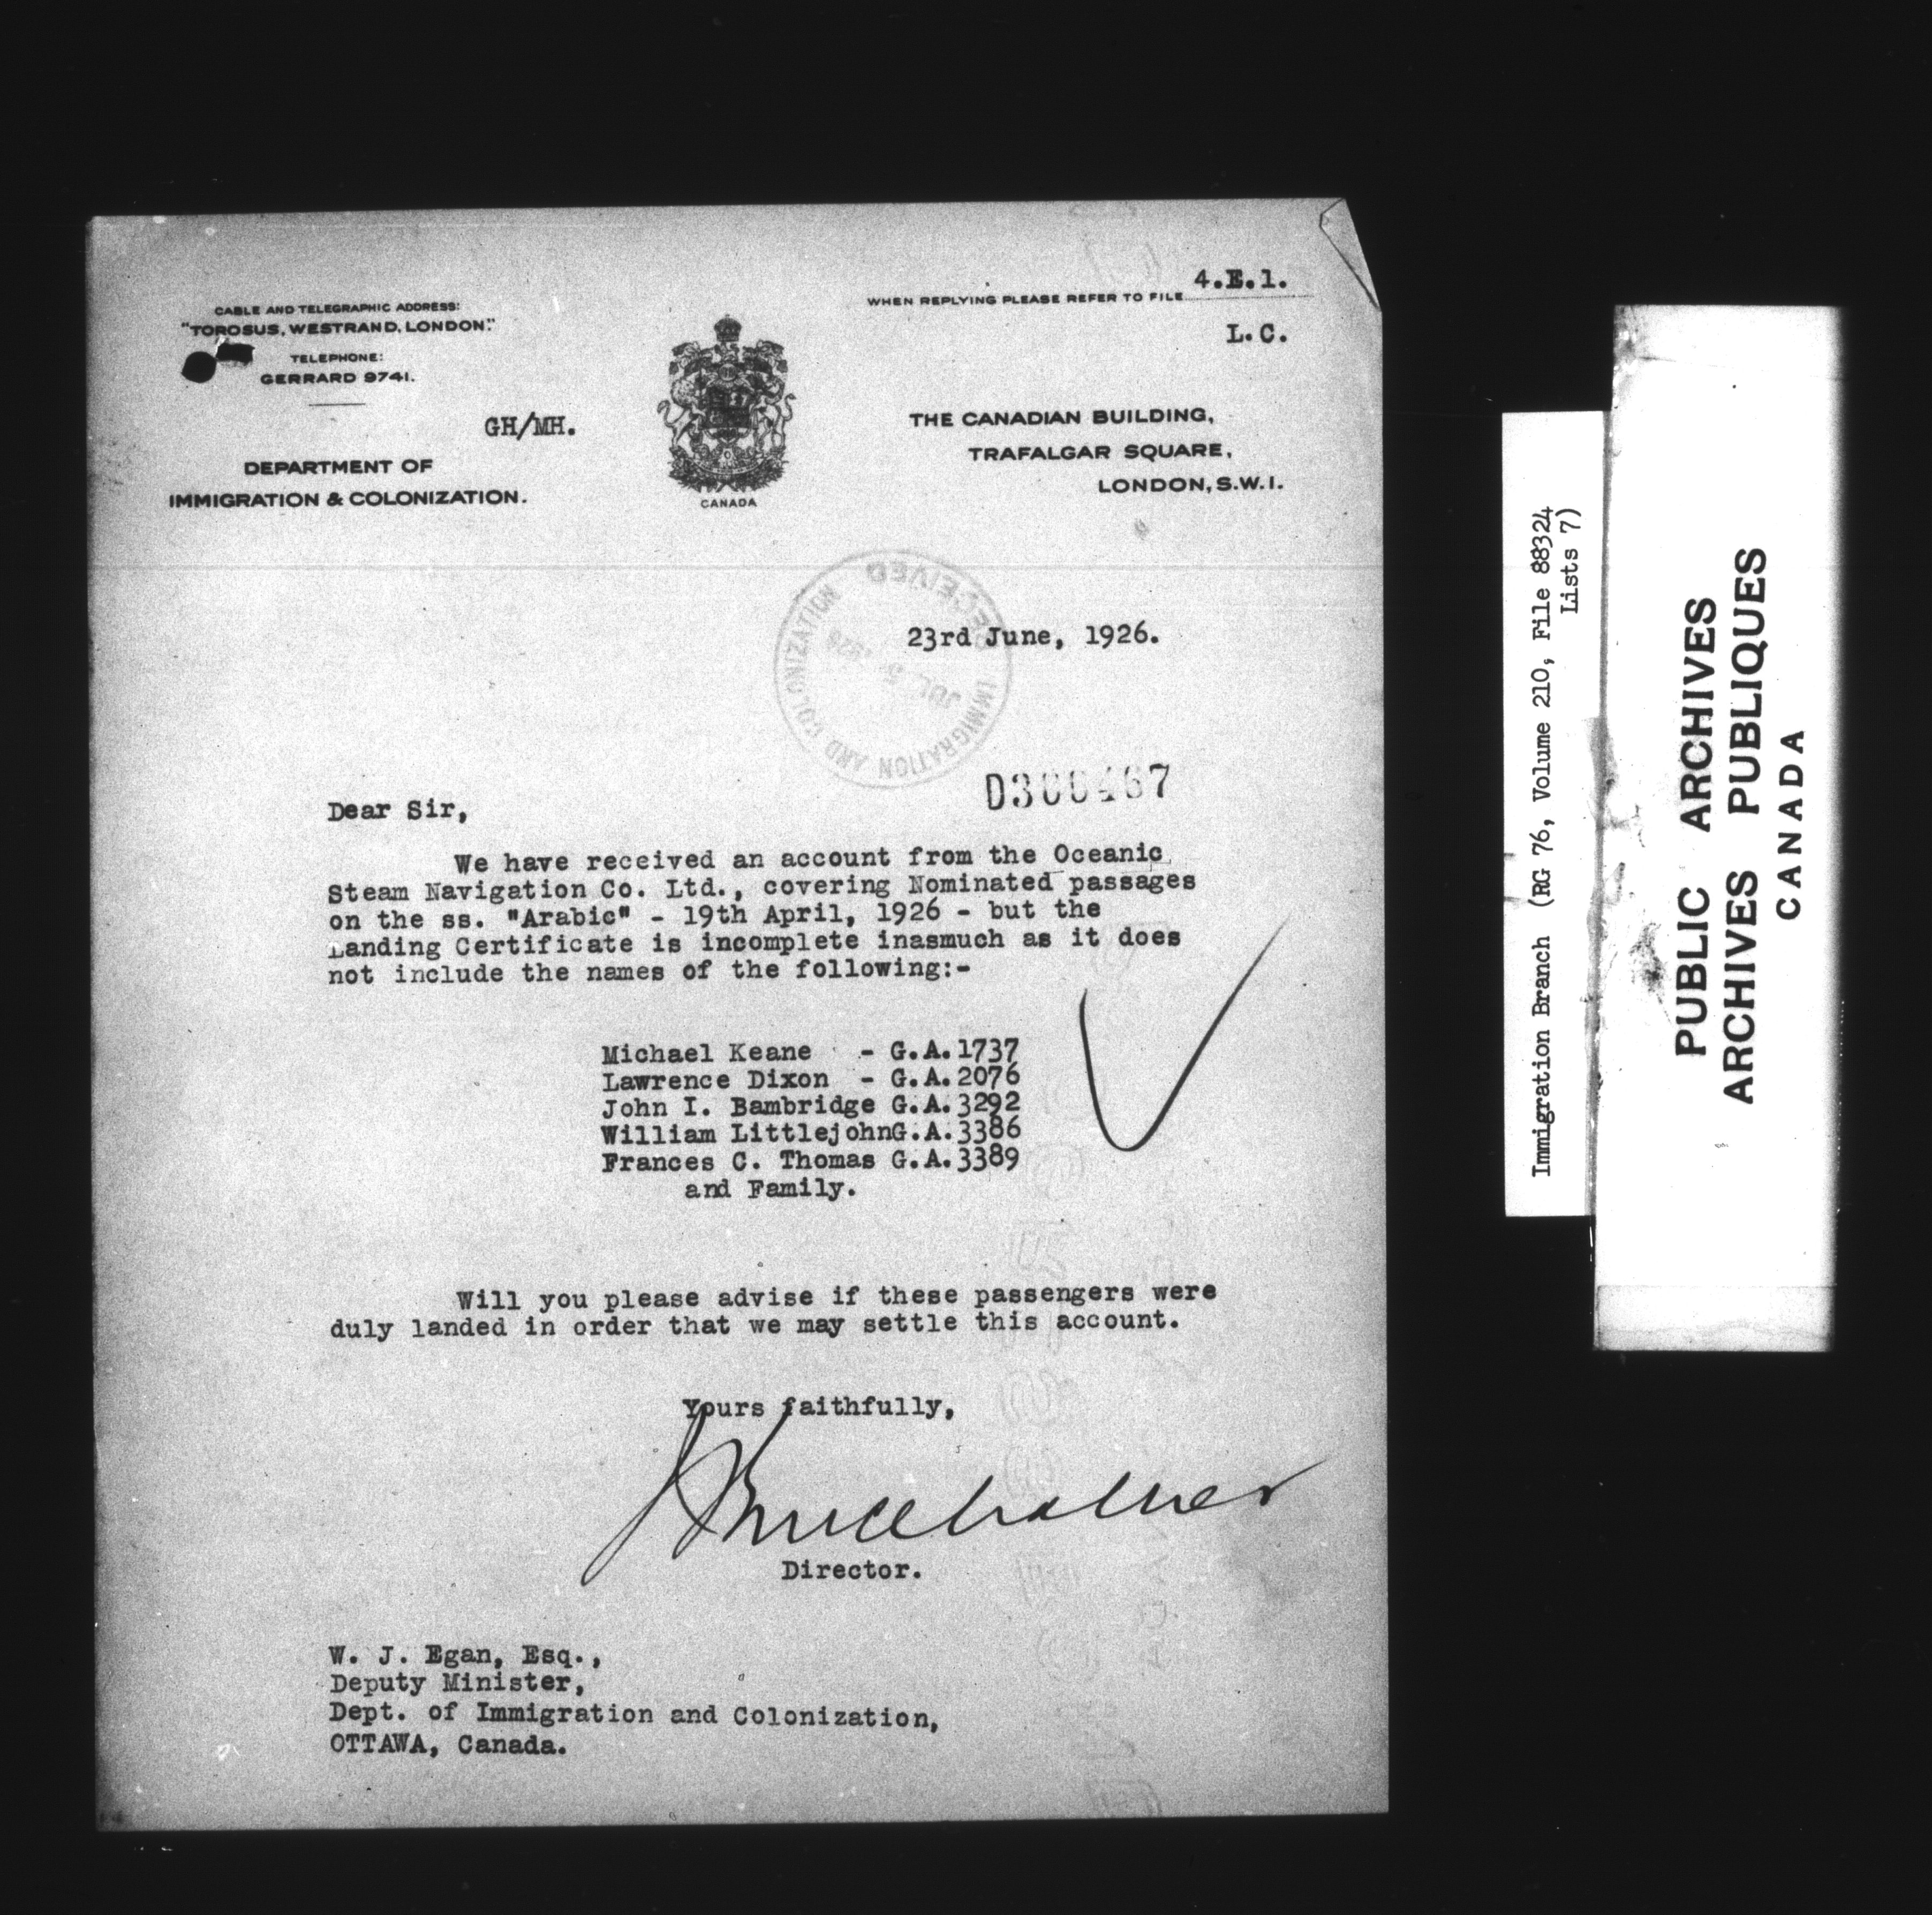 CABLE AND TELEGRAPHIC ADDRESS:
"TOROSUS, WESTRAND, LONDON."
TELEPHONE:
GERRARD 9741.
GH/MH.
DEPARTMENT OF
IMMIGRATION & COLONIZATION.
CANADA
WHEN REPLYING PLEASE REFER TO FILE 4.E.1.
L.C.
THE CANADIAN BUILDING,
TRAFALGAR SQUARE,
LONDON, S.W.1.
RECEIVED
IMMIGRATION AND COLONIZATION
JUL 1926
23rd June, 1926.
Dear Sir,
We have received an account from the Oceanic
Steam Navigation Co. Ltd., covering Nominated passages
on the ss. "Arabic" - 19th April, 1926 - but the
Landing Certificate is incomplete inasmuch as it does
not include the names of the following:-
Michael Keane - G.A. 1737
Lawrence Dixon - G.A. 2076
John I. Bambridge G.A. 3292
William LittlejohnG.A. 3386
Frances C. Thomas G.A. 3389
and Family.
Will you please advise if these passengers were
duly landed in order that we may settle this account.
Yours faithfully,
Director.
W. J. Egan, Esq.,
Deputy Minister,
Dept. of Immigration and Colonization,
OTTAWA, Canada.
Immigration Branch (RG 76, Volume 210, File 88324
Lists 7)
PUBLIC ARCHIVES
ARCHIVES PUBLIQUES
CANADA